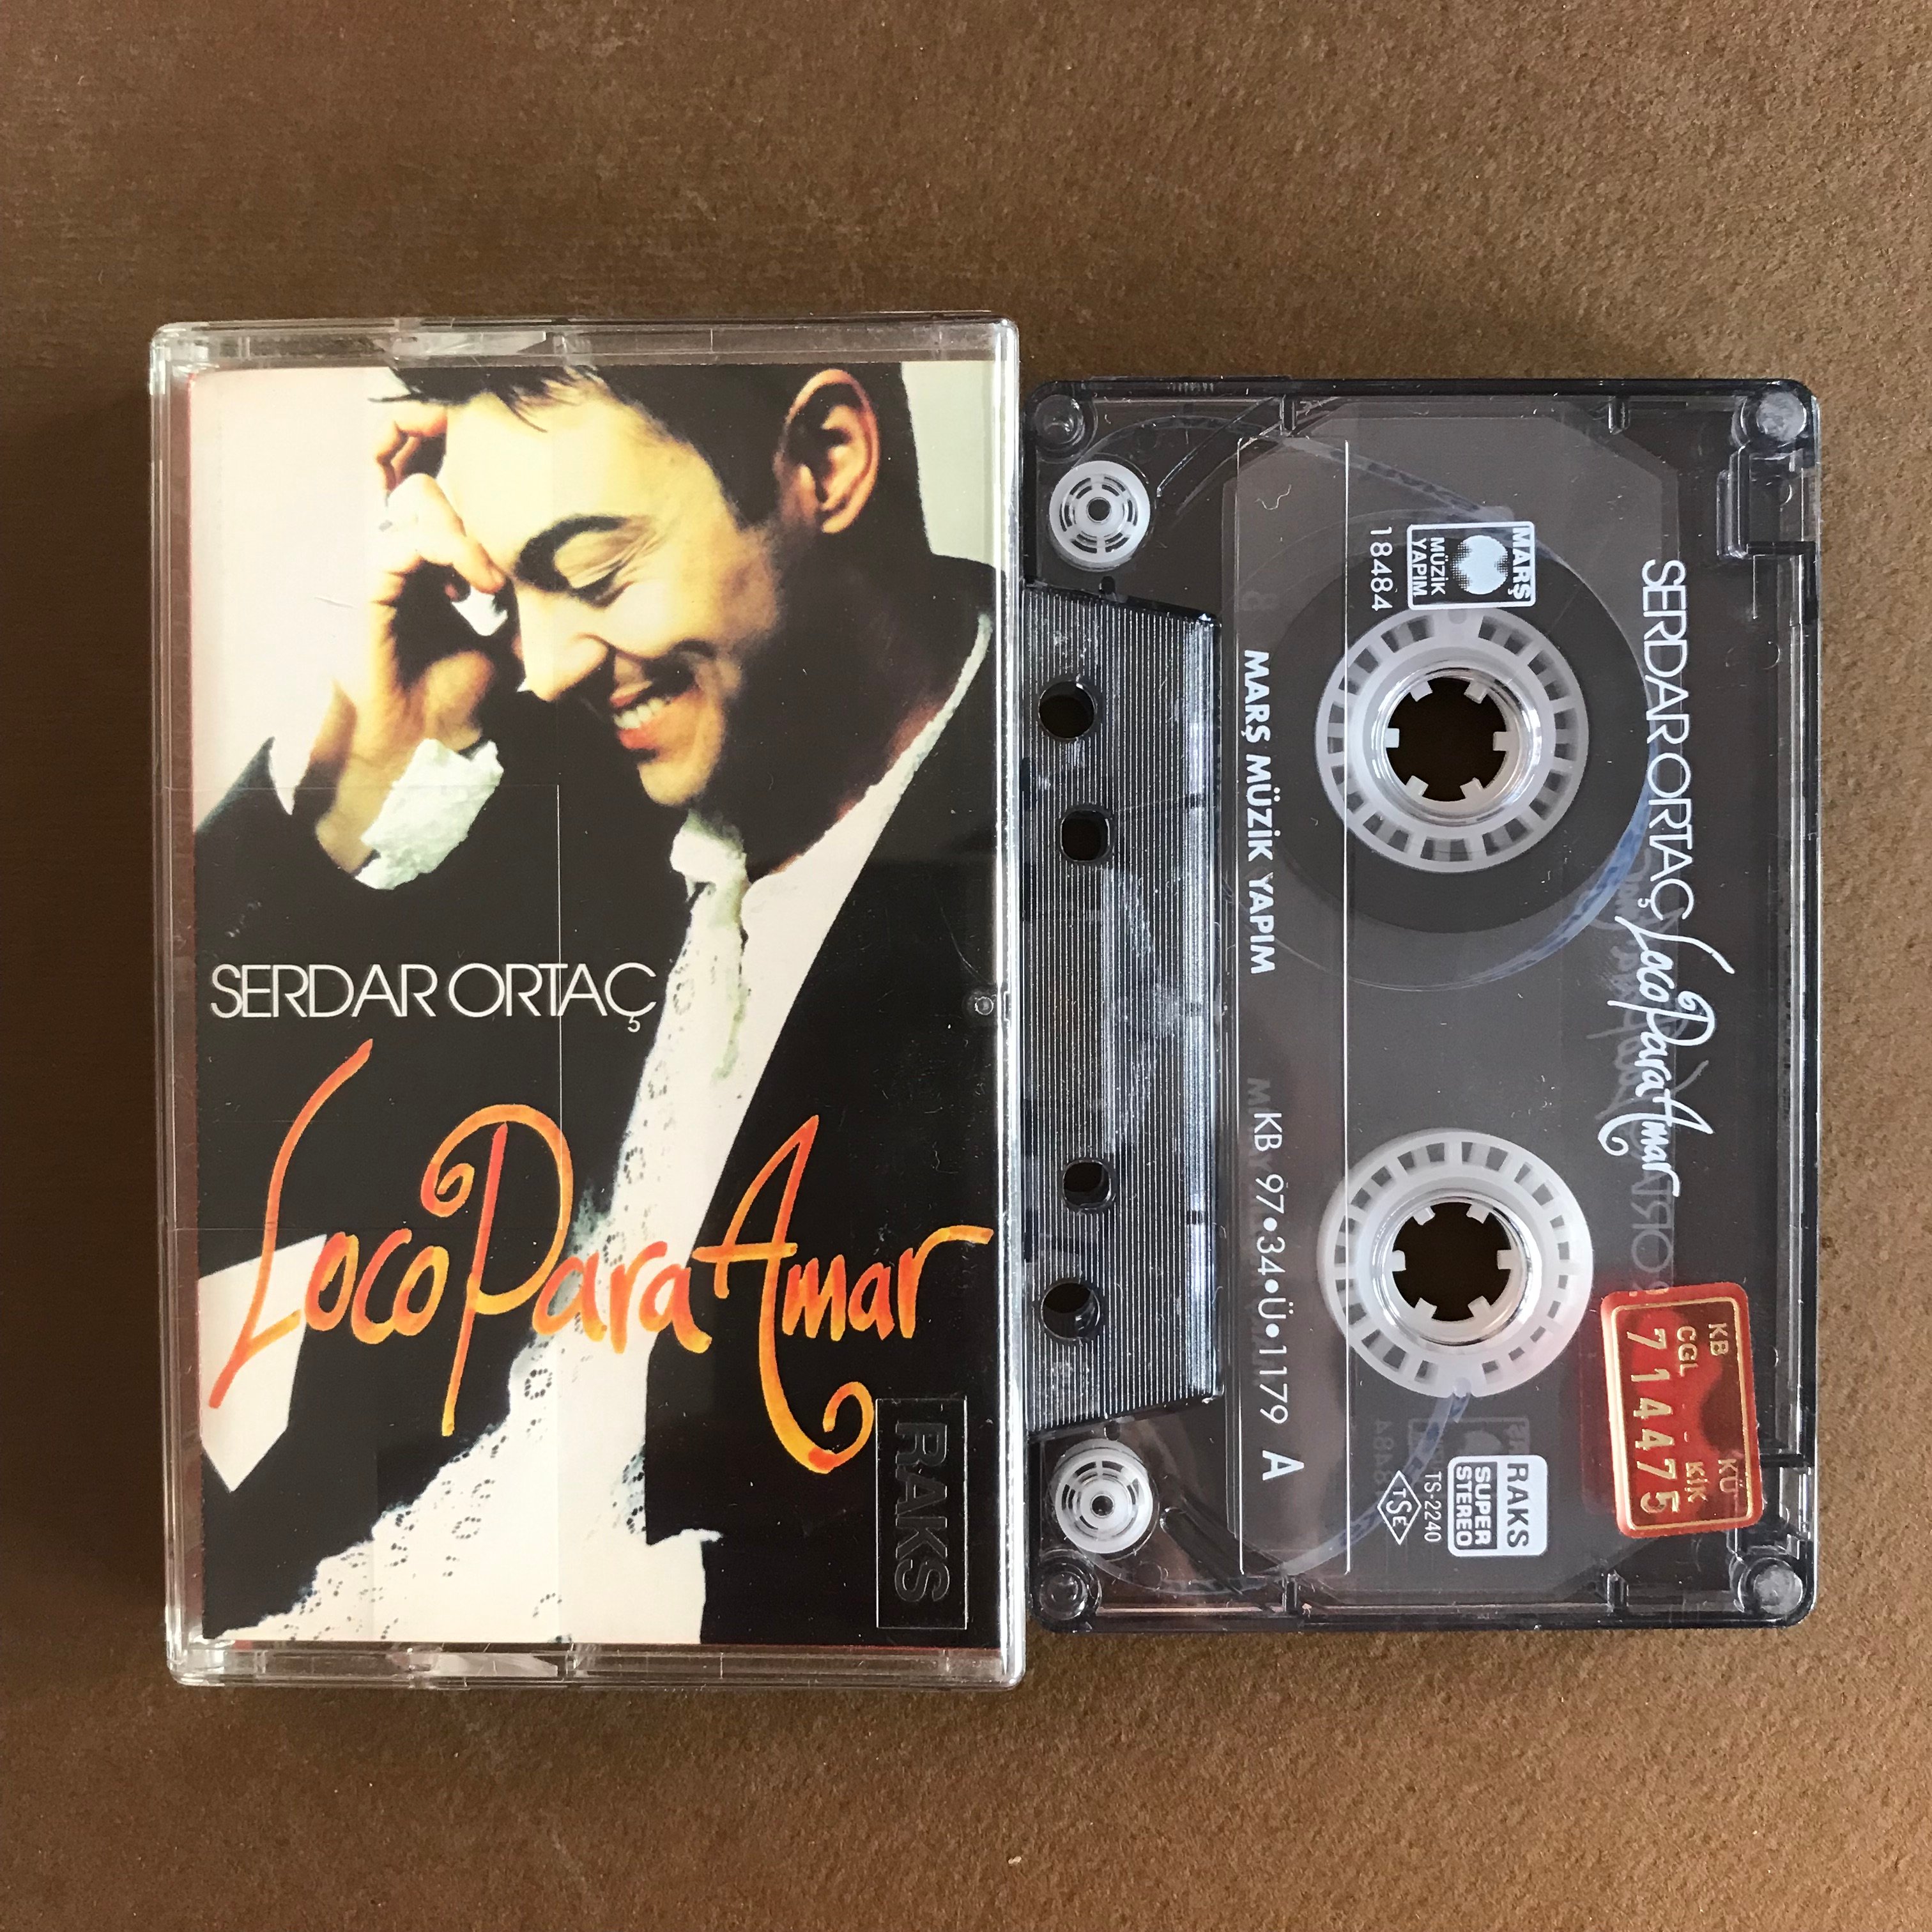 SERDAR ORTAÇ
Loco Para Amar
RAKS
SERDAR ORTAÇ Loco Para Amar
MARŞ
MÜZİK
YAPIM
18484
MARŞ MÜZİK YAPIM KB 97•34•Ü•1179 A
RAKS
SUPER
STEREO
TS-2240
TSE
KB KÜ
CGL KİK
714475